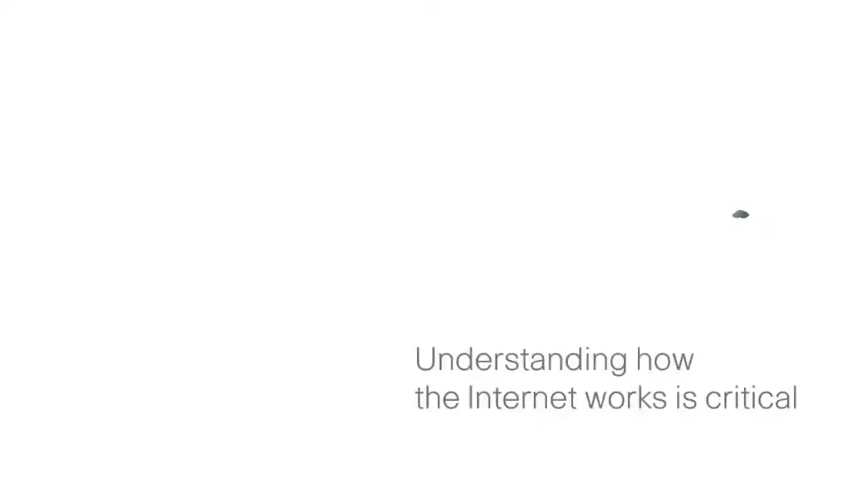 Understanding how
the Internet works is critical